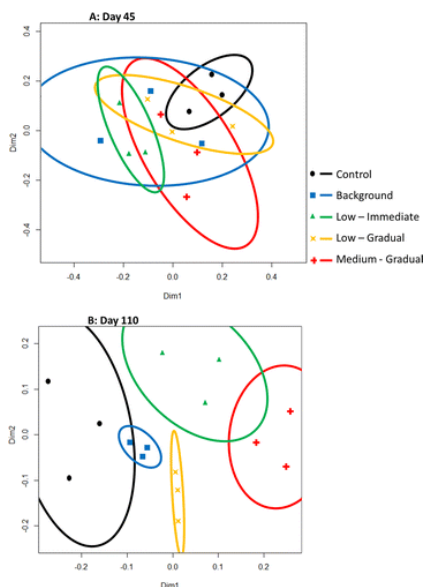 A: Day 45
0.4
0.2
0.0
-0.2
-0.4
Dim2
-0.4
-0.2
0.0
0.2
0.4
Dim1
Control
Background
Low – Immediate
Low – Gradual
Medium - Gradual
B: Day 110
0.2
0.1
0.0
-0.1
-0.2
Dim2
-0.2
-0.1
0.0
0.1
0.2
Dim1